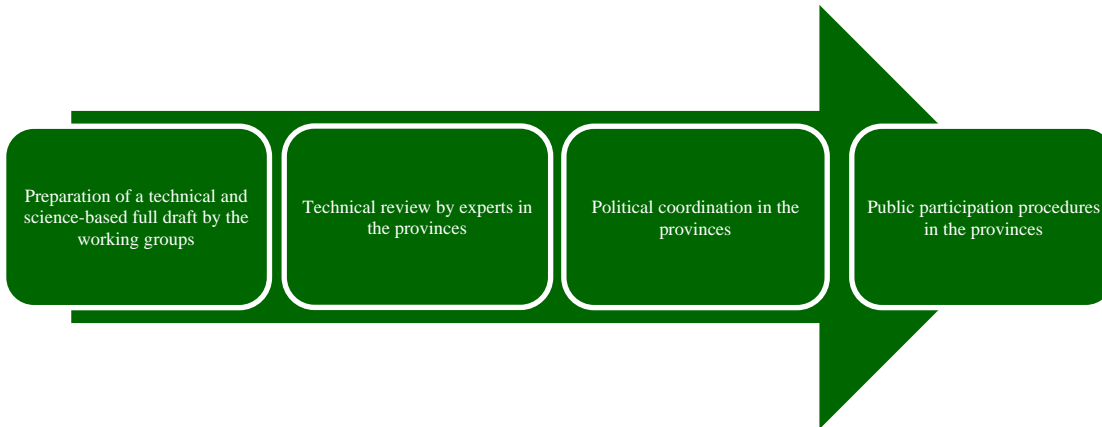 Preparation of a technical and
science-based full draft by the
working groups
Technical review by experts in
the provinces
Political coordination in the
provinces
Public participation procedures
in the provinces